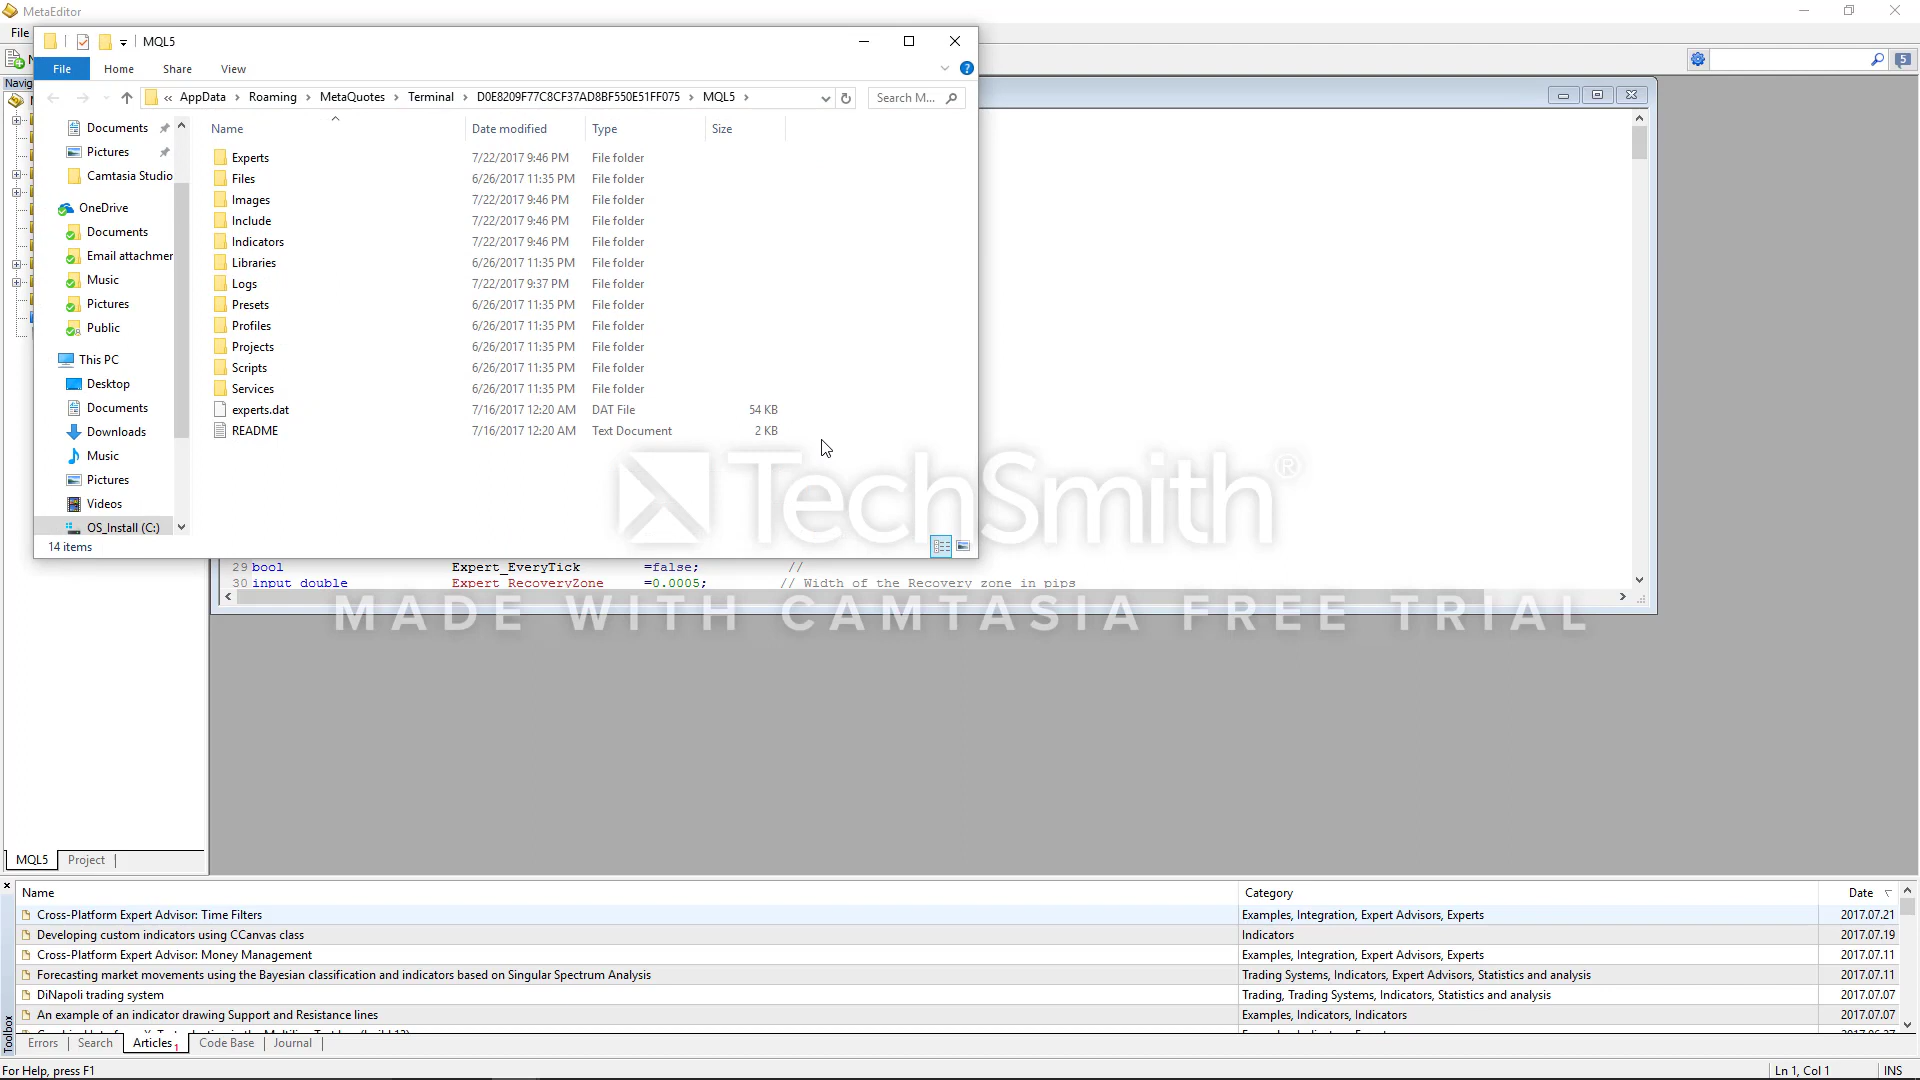 MetaEditor
File
MQL5
File Home Share View
« AppData Roaming MetaQuotes Terminal D0E8209F77C8CF37AD8BF550E51FF075 MQL5
Search M...
5
Navig
Documents
Pictures
Camtasia Studio
OneDrive
Documents
Email attachmer
Music
Pictures
Public
This PC
Desktop
Documents
Downloads
Music
Pictures
Videos
OS_Install (C:)
Name Date modified Type Size
Experts 7/22/2017 9:46 PM File folder
Files 6/26/2017 11:35 PM File folder
Images 7/22/2017 9:46 PM File folder
Include 7/22/2017 9:46 PM File folder
Indicators 7/22/2017 9:46 PM File folder
Libraries 6/26/2017 11:35 PM File folder
Logs 7/22/2017 9:37 PM File folder
Presets 6/26/2017 11:35 PM File folder
Profiles 6/26/2017 11:35 PM File folder
Projects 6/26/2017 11:35 PM File folder
Scripts 6/26/2017 11:35 PM File folder
Services 6/26/2017 11:35 PM File folder
experts.dat 7/16/2017 12:20 AM DAT File 54 KB
README 7/16/2017 12:20 AM Text Document 2 KB
14 items
TechSmith®
29 bool Expert_EveryTick =false; //
30 input double Expert_RecoveryZone =0.0005; // Width of the Recovery zone in pips
MADE WITH CAMTASIA FREE TRIAL
MQL5 Project
Toolbox
Name Category Date
Cross-Platform Expert Advisor: Time Filters Examples, Integration, Expert Advisors, Experts 2017.07.21
Developing custom indicators using CCanvas class Indicators 2017.07.19
Cross-Platform Expert Advisor: Money Management Examples, Integration, Expert Advisors, Experts 2017.07.11
Forecasting market movements using the Bayesian classification and indicators based on Singular Spectrum Analysis Trading Systems, Indicators, Expert Advisors, Statistics and analysis 2017.07.11
DiNapoli trading system Trading, Trading Systems, Indicators, Statistics and analysis 2017.07.07
An example of an indicator drawing Support and Resistance lines Examples, Indicators, Indicators 2017.07.07
Errors Search Articles 1 Code Base Journal
For Help, press F1 Ln 1, Col 1 INS